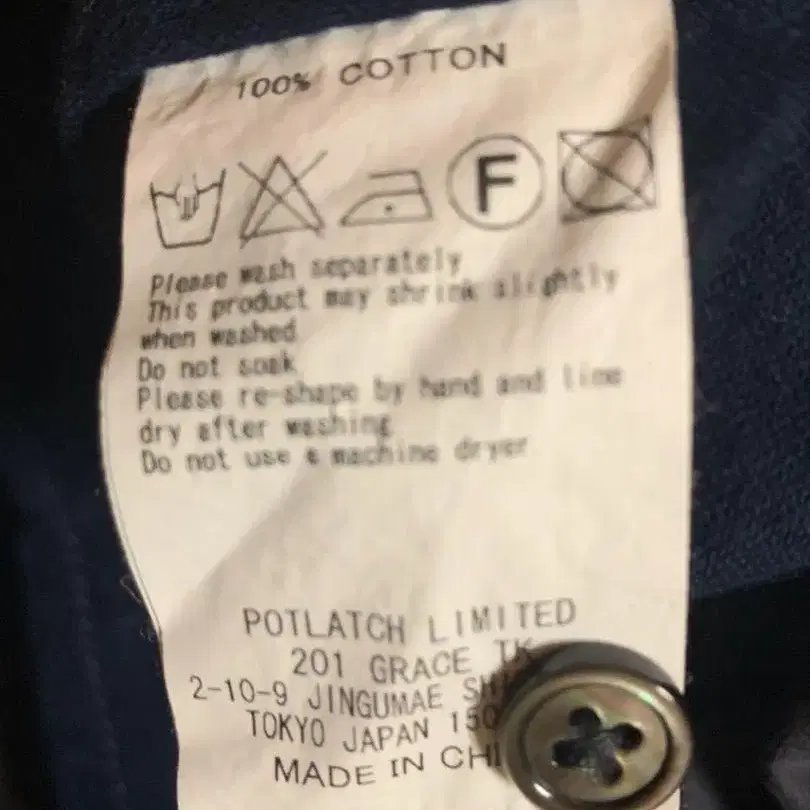 100% COTTON
F
Please wash separately
This product may shrink slightly
when washed
Do not soak
Please re-shape by hand and line
dry after washing
Do not use a machine dryer
POTLATCH LIMITED
201 GRACE
2-10-9 JINGUMAE
TOKYO JAPAN 150
MADE IN CHI